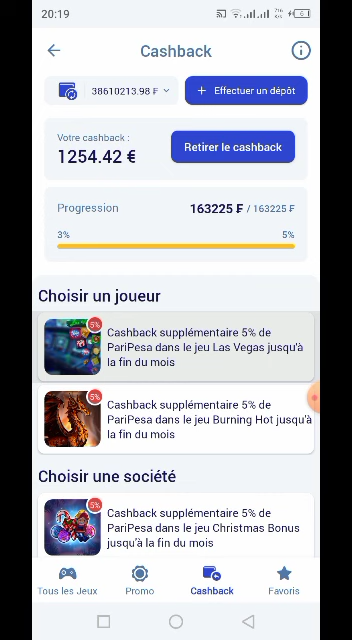 20:19
Cashback
38610213.98 ₣
+ Effectuer un dépôt
Votre cashback :
1254.42 €
Retirer le cashback
Progression
163225 ₣ / 163225 ₣
3%
5%
Choisir un joueur
5%
Cashback supplémentaire 5% de
PariPesa dans le jeu Las Vegas jusqu'à
la fin du mois
5%
Cashback supplémentaire 5% de
PariPesa dans le jeu Burning Hot jusqu'à
la fin du mois
Choisir une société
5%
Cashback supplémentaire 5% de
PariPesa dans le jeu Christmas Bonus
jusqu'à la fin du mois
Tous les Jeux
Promo
Cashback
Favoris